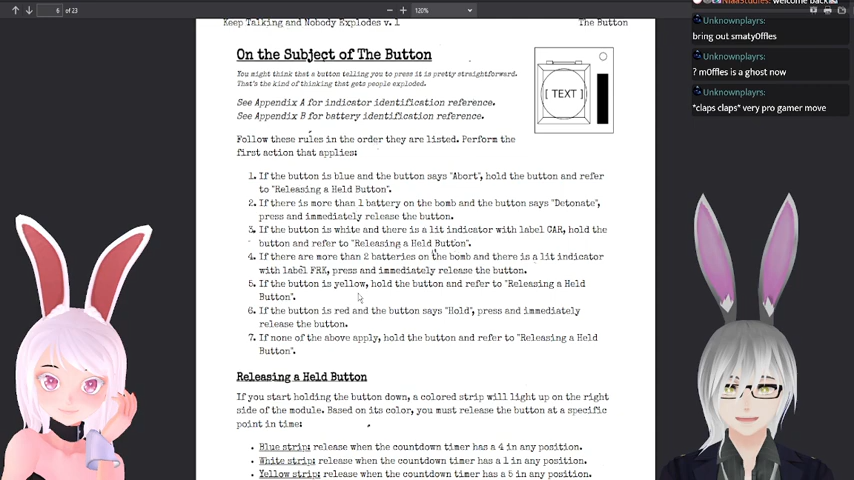 6 of 23
120%
Keep Talking and Nobody Explodes v. 1
The Button
On the Subject of The Button
You might think that a button telling you to press it is pretty straightforward.
That's the kind of thinking that gets people exploded.
See Appendix A for indicator identification reference.
See Appendix B for battery identification reference.
[ TEXT ]
Follow these rules in the order they are listed. Perform the
first action that applies:
1. If the button is blue and the button says "Abort", hold the button and refer
to "Releasing a Held Button".
2. If there is more than 1 battery on the bomb and the button says "Detonate",
press and immediately release the button.
3. If the button is white and there is a lit indicator with label CAR, hold the
button and refer to "Releasing a Held Button".
4. If there are more than 2 batteries on the bomb and there is a lit indicator
with label FRK, press and immediately release the button.
5. If the button is yellow, hold the button and refer to "Releasing a Held
Button".
6. If the button is red and the button says "Hold", press and immediately
release the button.
7. If none of the above apply, hold the button and refer to "Releasing a Held
Button".
Releasing a Held Button
If you start holding the button down, a colored strip will light up on the right
side of the module. Based on its color, you must release the button at a specific
point in time:
• Blue strip: release when the countdown timer has a 4 in any position.
• White strip: release when the countdown timer has a 1 in any position.
• Yellow strip: release when the countdown timer has a 5 in any position.
welcome back
Unknownplayrs:
bring out smaty0ffles
Unknownplayrs:
? m0ffles is a ghost now
Unknownplayrs:
*claps claps* very pro gamer move